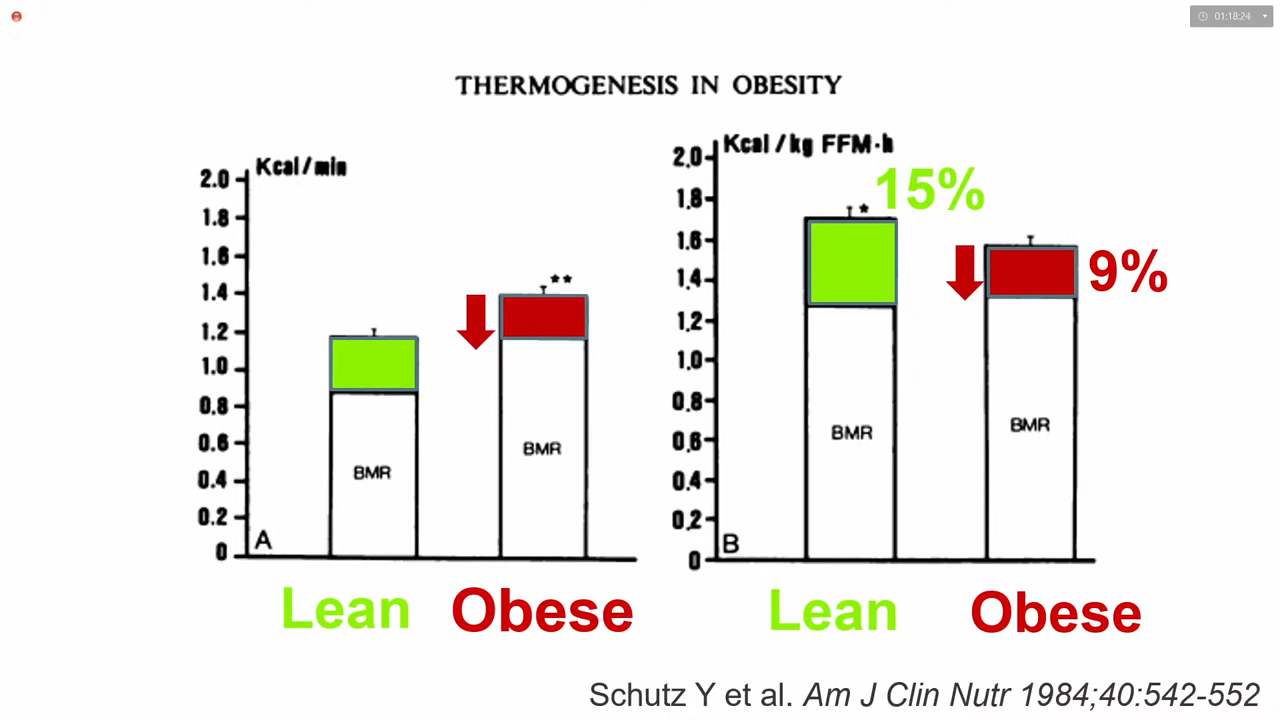 01:18:24
THERMOGENESIS IN OBESITY
Kcal/min
2.0
1.8
1.6
1.4
1.2
1.0
0.8
0.6
0.4
0.2
0
**
BMR
BMR
A
Lean
Obese
Kcal/kg FFM·h
2.0
1.8
1.6
1.4
1.2
1.0
0.8
0.6
0.4
0.2
0
* 15%
9%
BMR
BMR
B
Lean
Obese
Schutz Y et al. Am J Clin Nutr 1984;40:542-552